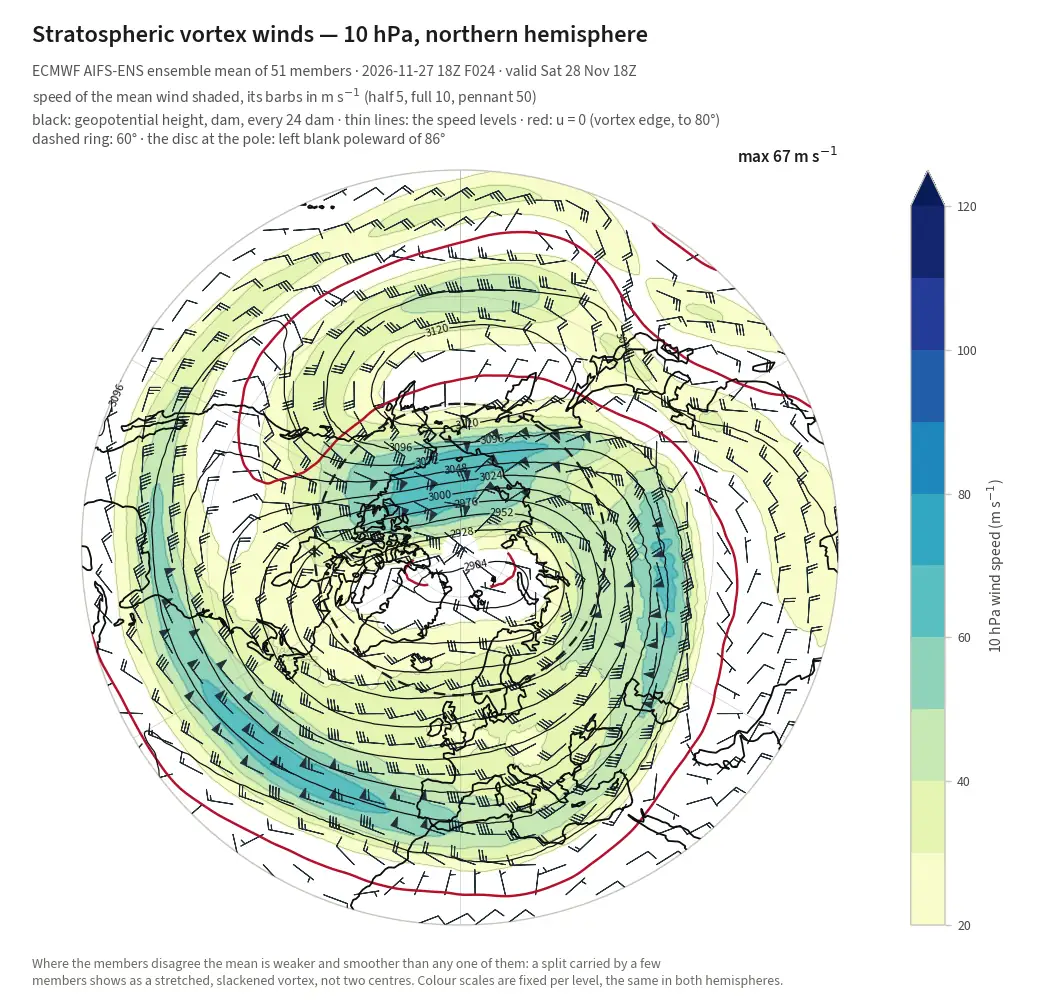 Stratospheric vortex winds — 10 hPa, northern hemisphere
ECMWF AIFS-ENS ensemble mean of 51 members · 2026-11-27 18Z F024 · valid Sat 28 Nov 18Z
speed of the mean wind shaded, its barbs in m s⁻¹ (half 5, full 10, pennant 50)
black: geopotential height, dam, every 24 dam · thin lines: the speed levels · red: u = 0 (vortex edge, to 80°)
dashed ring: 60° · the disc at the pole: left blank poleward of 86°
max 67 m s⁻¹
120
100
80
60
40
20
10 hPa wind speed (m s⁻¹)
3120
3096
3096
3096
3048
3024
3000
2976
2952
2928
2904
Where the members disagree the mean is weaker and smoother than any one of them: a split carried by a few
members shows as a stretched, slackened vortex, not two centres. Colour scales are fixed per level, the same in both hemispheres.